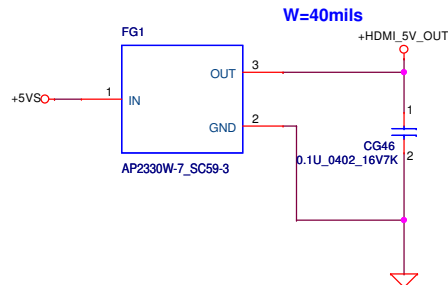 W=40mils
FG1
+HDMI_5V_OUT
OUT 3
1
+5VS
IN
GND 2
1
CG46
0.1U_0402_16V7K
2
AP2330W-7_SC59-3